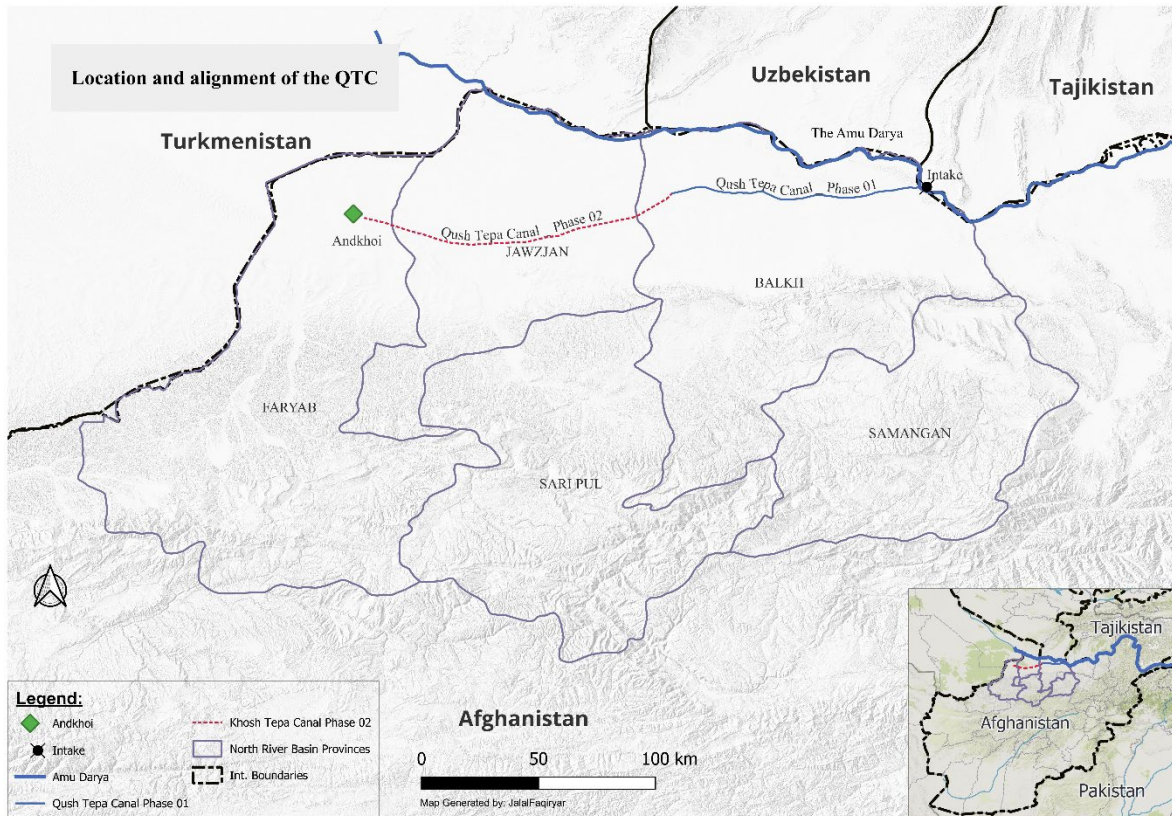 Location and alignment of the QTC
Uzbekistan
Tajikistan
Turkmenistan
The Amu Darya
Intake
Qush Tepa Canal _ Phase 01
Andkhoi
Qush Tepa Canal _ Phase 02
JAWZJAN
BALKH
FARYAB
SAMANGAN
SARI PUL
Afghanistan
0 50 100 km
Map Generated by: JalalFaqiryar
Legend:
Andkhoi
Intake
Amu Darya
Qush Tepa Canal Phase 01
Khosh Tepa Canal Phase 02
North River Basin Provinces
Int. Boundaries
Tajikistan
Afghanistan
Pakistan